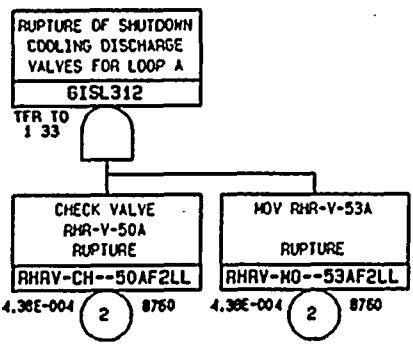 RUPTURE OF SHUTDOWN
COOLING DISCHARGE
VALVES FOR LOOP A
GISL312
TFR TO
1 33
CHECK VALVE
RHR-V-50A
RUPTURE
RHRV-CH--50AF2LL
4.38E-004
2
8760
MOV RHR-V-53A
RUPTURE
RHRV-MO--53AF2LL
4.38E-004
2
8760